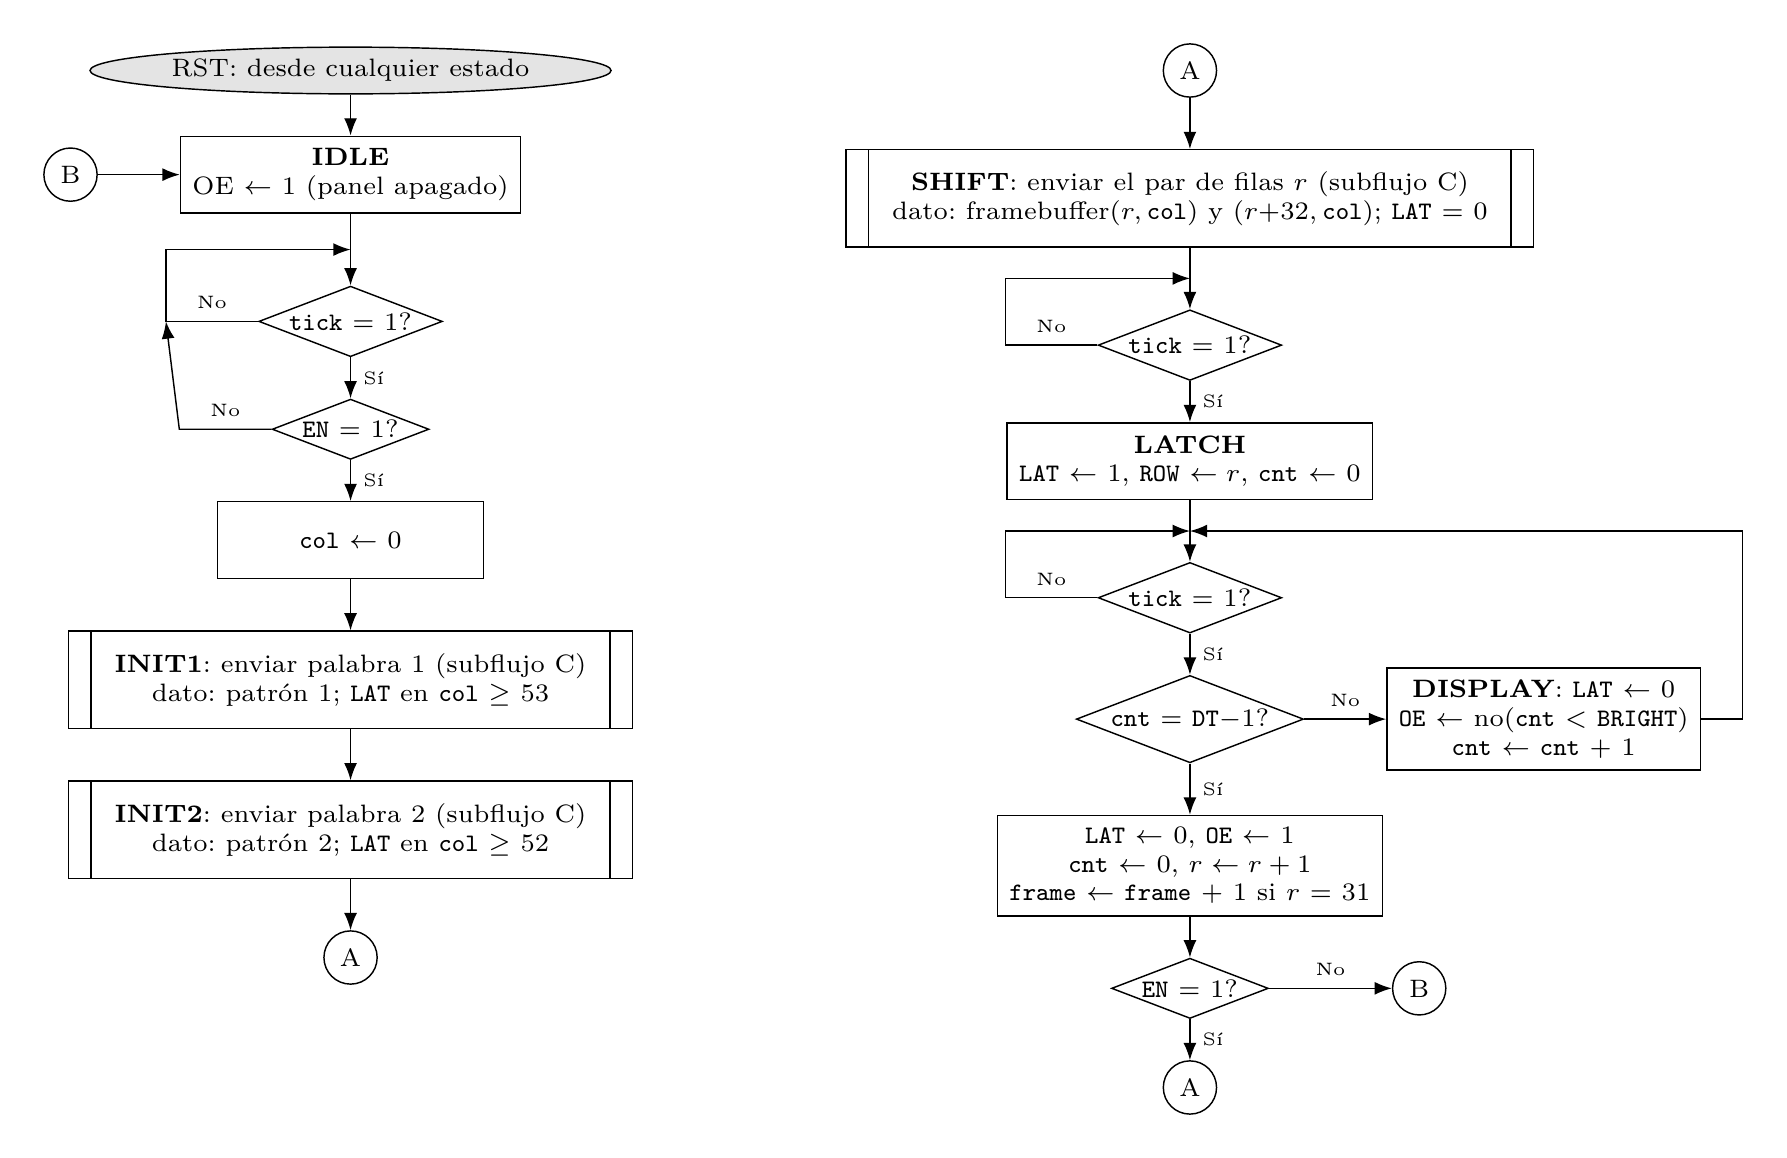 RST: desde cualquier estado
B
IDLE
OE ← 1 (panel apagado)
No
tick = 1?
Sí
No
EN = 1?
Sí
col ← 0
INIT1: enviar palabra 1 (subflujo C)
dato: patrón 1; LAT en col ≥ 53
INIT2: enviar palabra 2 (subflujo C)
dato: patrón 2; LAT en col ≥ 52
A
A
SHIFT: enviar el par de filas r (subflujo C)
dato: framebuffer(r, col) y (r+32, col); LAT = 0
No
tick = 1?
Sí
LATCH
LAT ← 1, ROW ← r, cnt ← 0
No
tick = 1?
Sí
cnt = DT−1?
No
DISPLAY: LAT ← 0
OE ← no(cnt < BRIGHT)
cnt ← cnt + 1
Sí
LAT ← 0, OE ← 1
cnt ← 0, r ← r + 1
frame ← frame + 1 si r = 31
EN = 1?
No
B
Sí
A